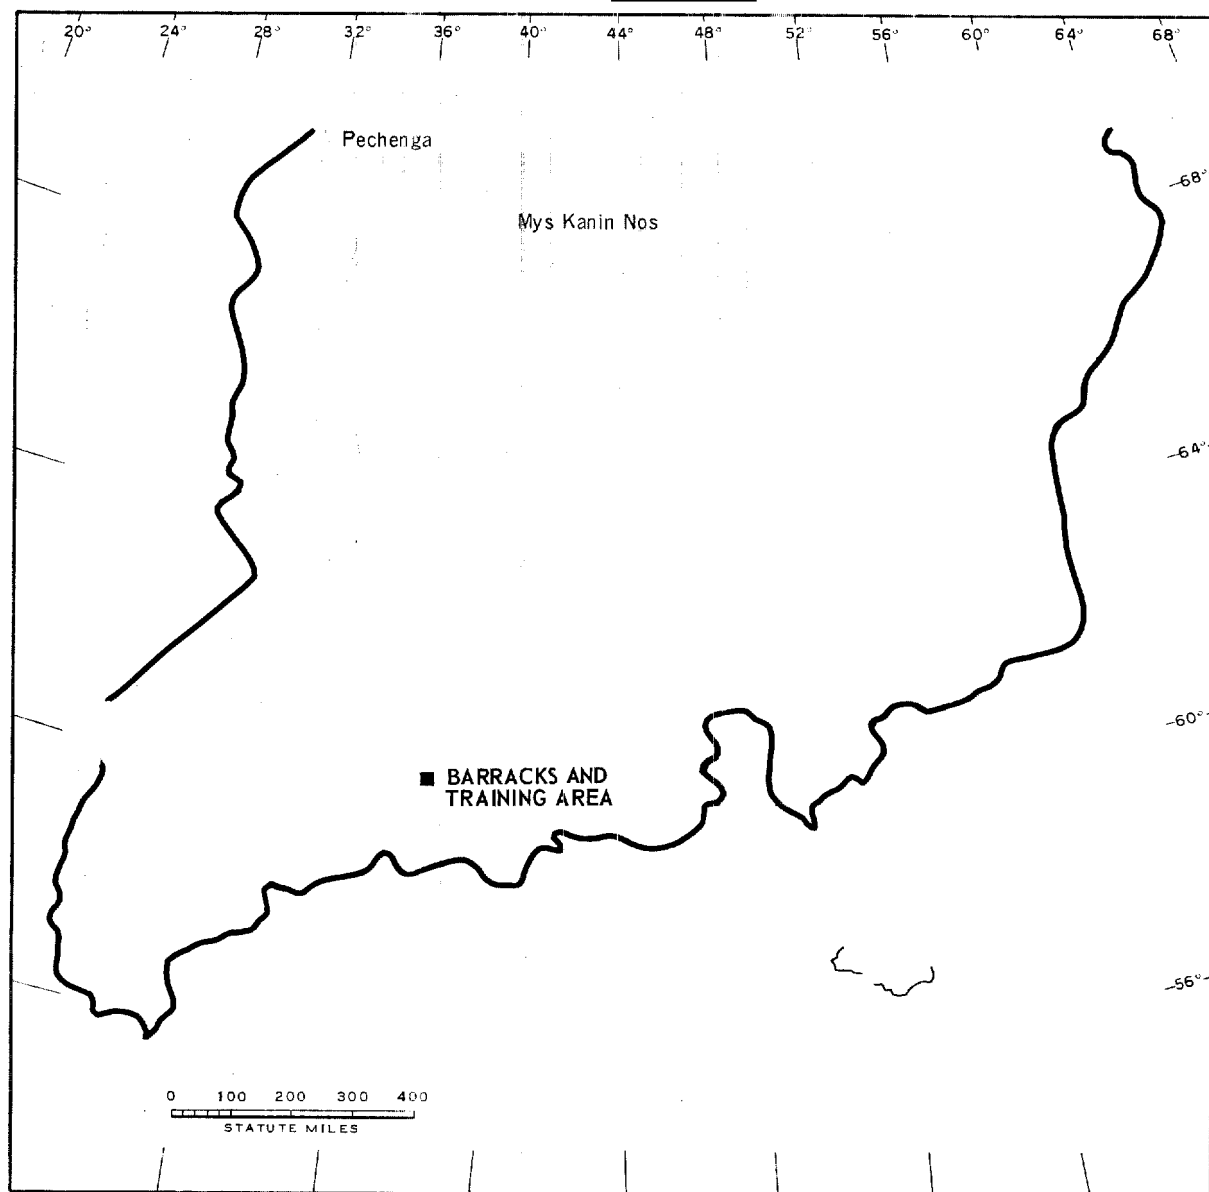 20° 24° 28° 32° 36° 40° 48° 52° 56° 60° 64° 68°
Pechenga
-68°
Mys Kanin Nos
-64°
-60°
BARRACKS AND
TRAINING AREA
-56°
0 100 200 300 400
STATUTE MILES